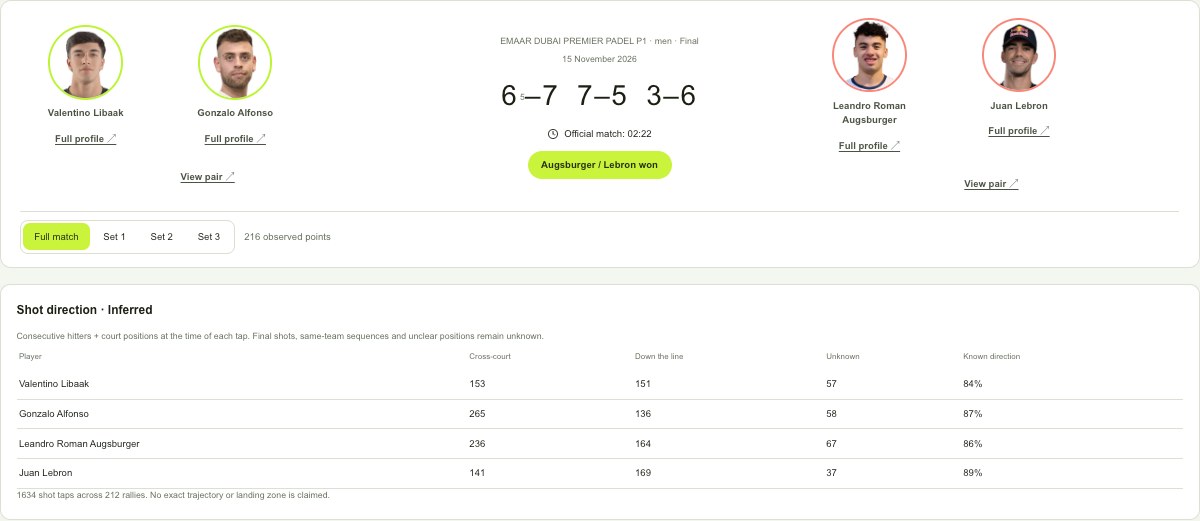 EMAAR DUBAI PREMIER PADEL P1 · men · Final
15 November 2026
6 5–7 7–5 3–6
Official match: 02:22
Augsburger / Lebron won
Valentino Libaak
Full profile ↗
Gonzalo Alfonso
Full profile ↗
View pair ↗
Leandro Roman
Augsburger
Full profile ↗
Juan Lebron
Full profile ↗
View pair ↗
Full match Set 1 Set 2 Set 3 216 observed points
Shot direction · Inferred
Consecutive hitters + court positions at the time of each tap. Final shots, same-team sequences and unclear positions remain unknown.
Player Cross-court Down the line Unknown Known direction
Valentino Libaak 153 151 57 84%
Gonzalo Alfonso 265 136 58 87%
Leandro Roman Augsburger 236 164 67 86%
Juan Lebron 141 169 37 89%
1634 shot taps across 212 rallies. No exact trajectory or landing zone is claimed.